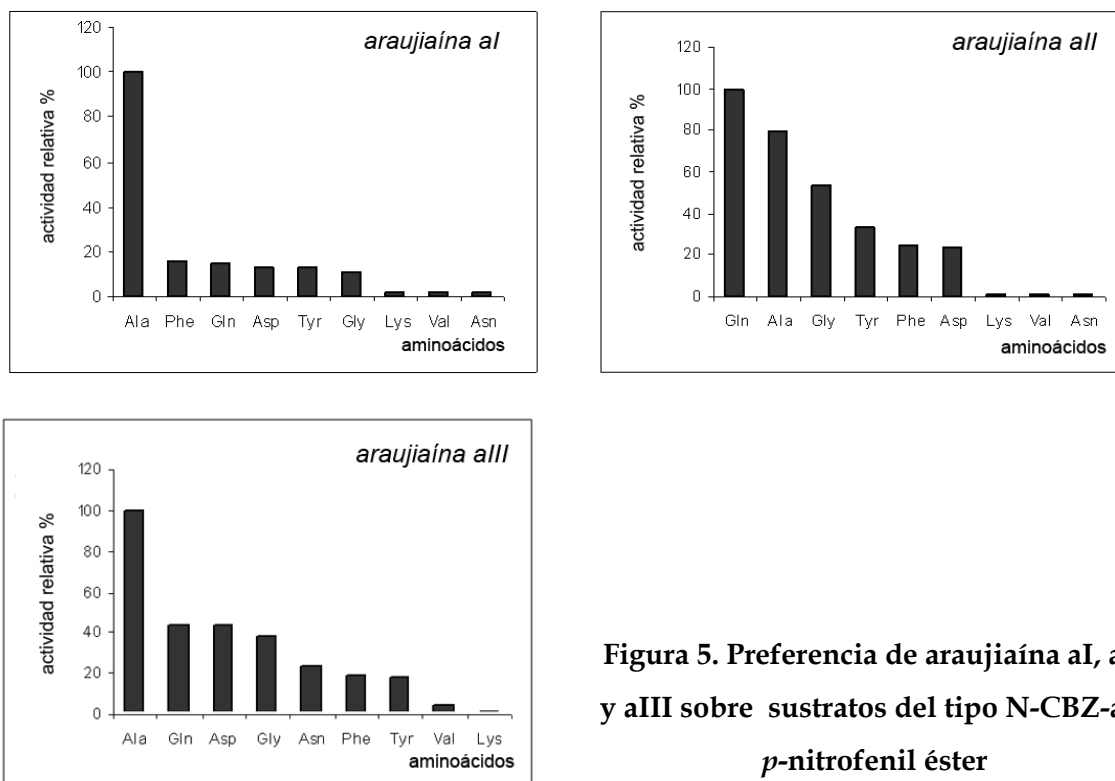 araujiaína aI
120
100
80
60
40
20
0
actividad relativa %
Ala Phe Gln Asp Tyr Gly Lys Val Asn
aminoácidos
araujiaína aII
120
100
80
60
40
20
0
actividad relativa %
Gln Ala Gly Tyr Phe Asp Lys Val Asn
aminoácidos
araujiaína aIII
120
100
80
60
40
20
0
actividad relativa %
Ala Gln Asp Gly Asn Phe Tyr Val Lys
aminoácidos
Figura 5. Preferencia de araujiaína aI,
y aIII sobre sustratos del tipo N-CBZ-
p-nitrofenil éster